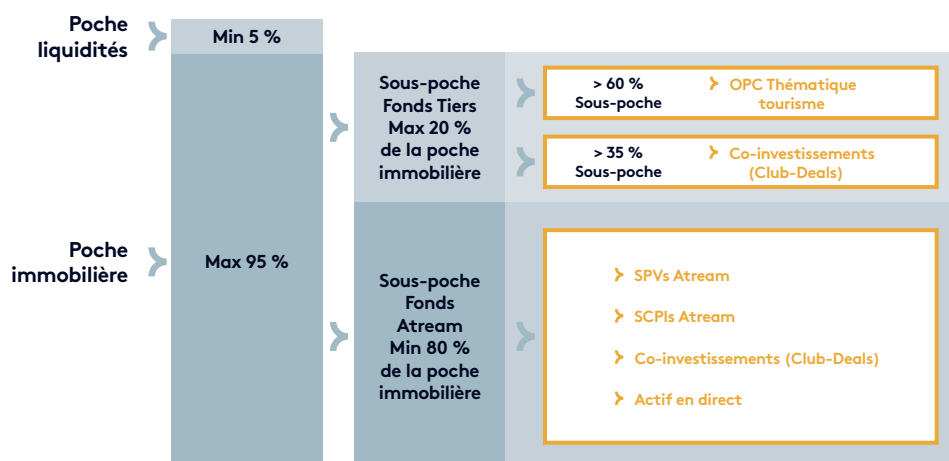 Poche
liquidités
Min 5 %
Poche
immobilière
Max 95 %
Sous-poche
Fonds Tiers
Max 20 %
de la poche
immobilière
> 60 %
Sous-poche
OPC Thématique
tourisme
> 35 %
Sous-poche
Co-investissements
(Club-Deals)
Sous-poche
Fonds
Atream
Min 80 %
de la poche
immobilière
SPVs Atream
SCPIs Atream
Co-investissements (Club-Deals)
Actif en direct